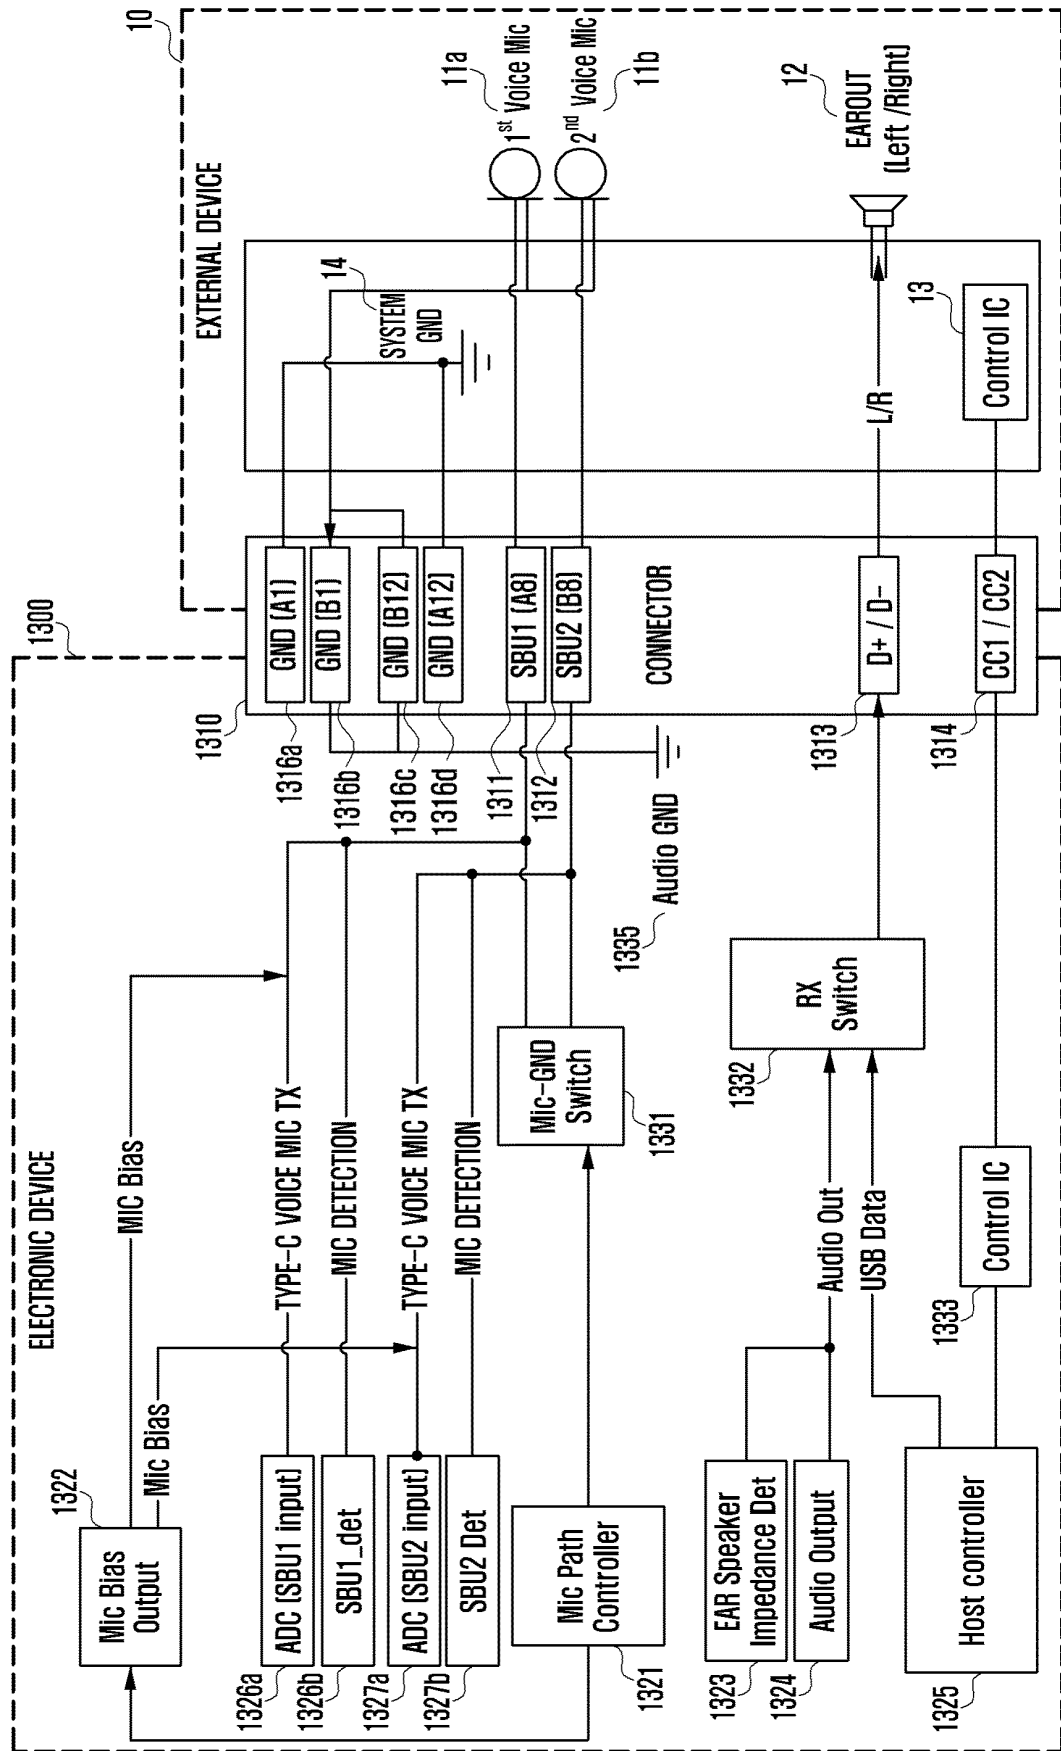 ELECTRONIC DEVICE
1300
1322
Mic Bias
Output
MIC Bias
Mic Bias
1326a
ADC (SBU1 input)
TYPE-C VOICE MIC TX
1326b
SBU1_det
MIC DETECTION
1327a
ADC (SBU2 input)
TYPE-C VOICE MIC TX
1327b
SBU2 Det
MIC DETECTION
Mic Path
Controller
1321
Mic-GND
Switch
1331
1335
Audio GND
EAR Speaker
Impedance Det
1323
Audio Output
1324
Audio Out
USB Data
1332
RX
Switch
Host controller
1325
1333
Control IC
1310
GND (A1)
1316a
GND (B1)
1316b
GND (B12)
1316c
GND (A12)
1316d
SBU1 (A8)
1311
SBU2 (B8)
1312
CONNECTOR
D+ / D-
1313
CC1 / CC2
1314
EXTERNAL DEVICE
10
14
SYSTEM
GND
11a
1st Voice Mic
2nd Voice Mic
11b
L/R
12
EAROUT
(Left /Right)
13
Control IC